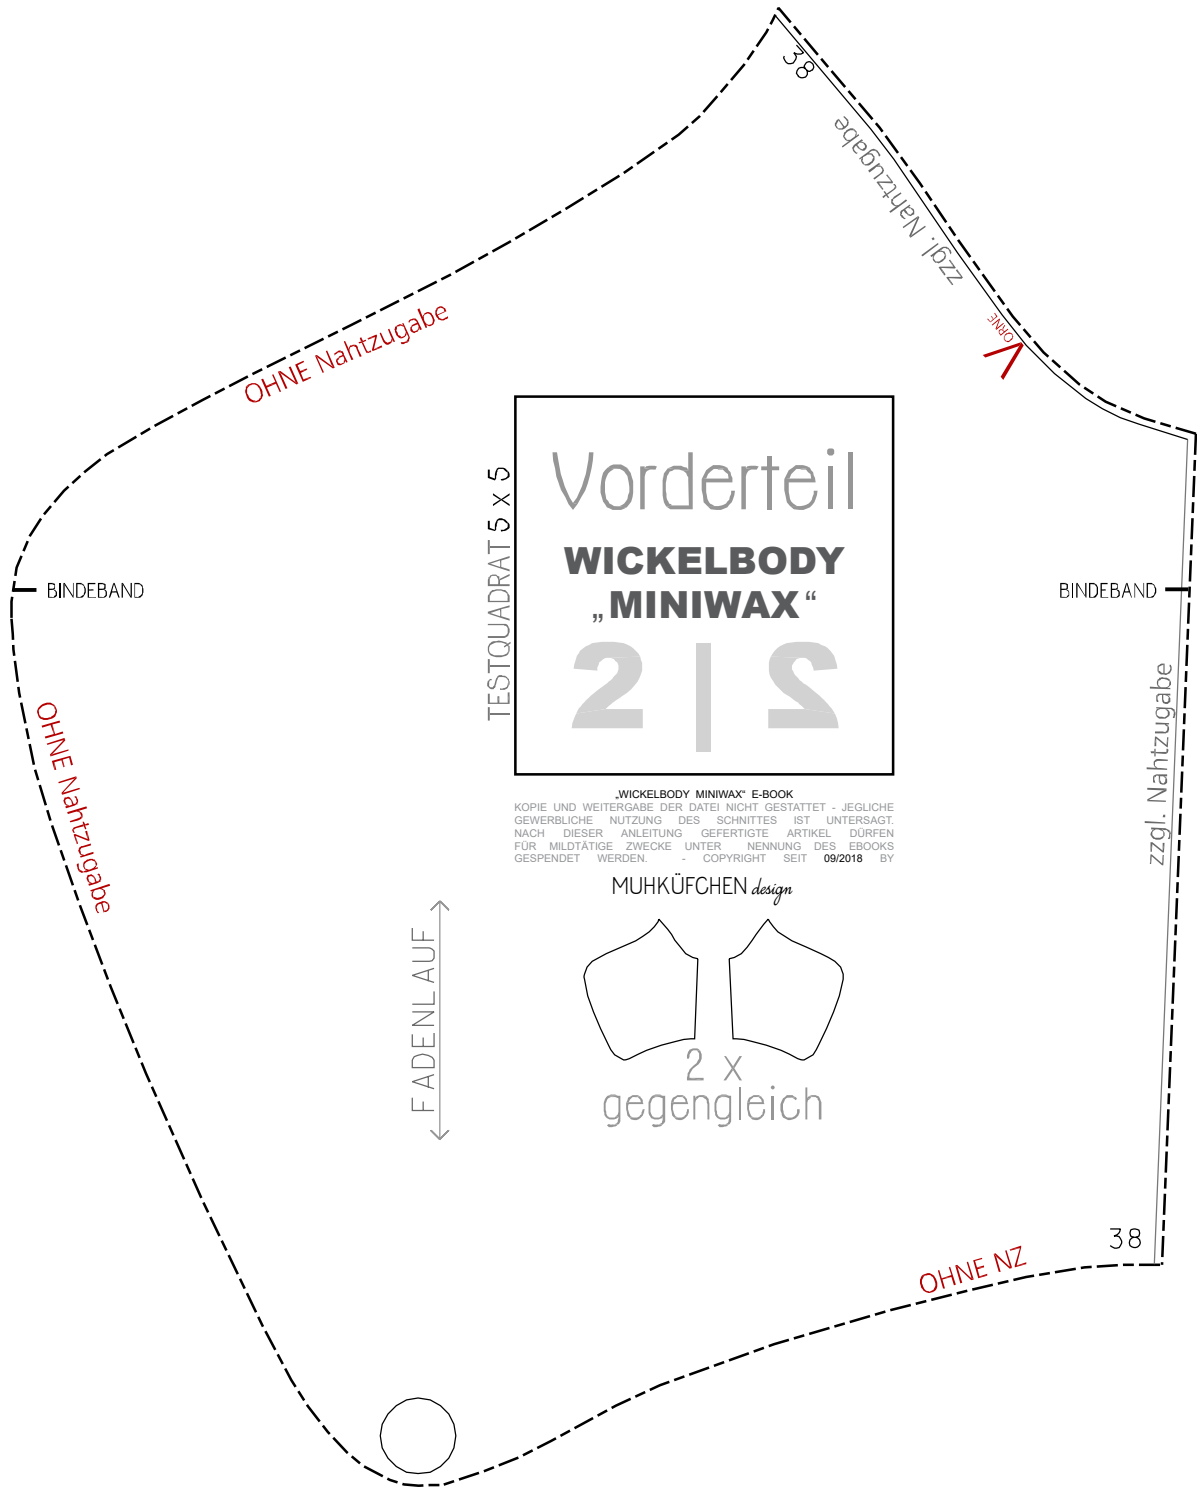 38
zzgl. Nahtzugabe
VORNE
OHNE Nahtzugabe
TESTQUADRAT 5 x 5
Vorderteil
WICKELBODY
„MINIWAX“
2 | 2
BINDEBAND
BINDEBAND
OHNE Nahtzugabe
zzgl. Nahtzugabe
„WICKELBODY MINIWAX“ E-BOOK
KOPIE UND WEITERGABE DER DATEI NICHT GESTATTET - JEGLICHE
GEWERBLICHE NUTZUNG DES SCHNITTES IST UNTERSAGT.
NACH DIESER ANLEITUNG GEFERTIGTE ARTIKEL DÜRFEN
FÜR MILDTÄTIGE ZWECKE UNTER NENNUNG DES EBOOKS
GESPENDET WERDEN. - COPYRIGHT SEIT 09/2018 BY
MUHKÜFCHEN design
FADENLAUF
2 x
gegengleich
38
OHNE NZ